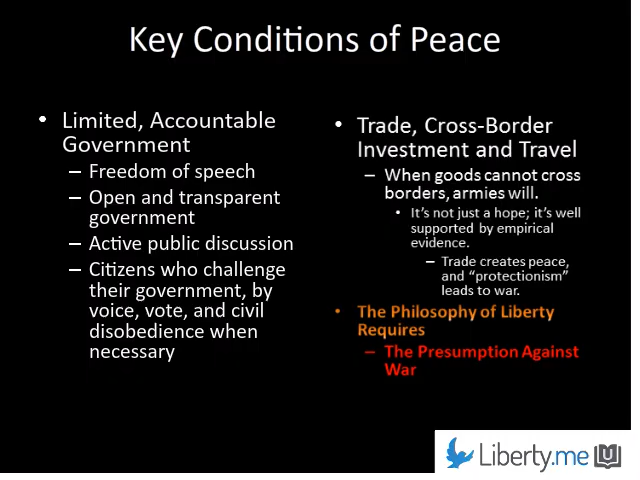 Key Conditions of Peace
• Limited, Accountable
Government
– Freedom of speech
– Open and transparent
government
– Active public discussion
– Citizens who challenge
their government, by
voice, vote, and civil
disobedience when
necessary
• Trade, Cross-Border
Investment and Travel
– When goods cannot cross
borders, armies will.
• It’s not just a hope; it’s well
supported by empirical
evidence.
– Trade creates peace,
and “protectionism”
leads to war.
• The Philosophy of Liberty
Requires
– The Presumption Against
War
Liberty.me U